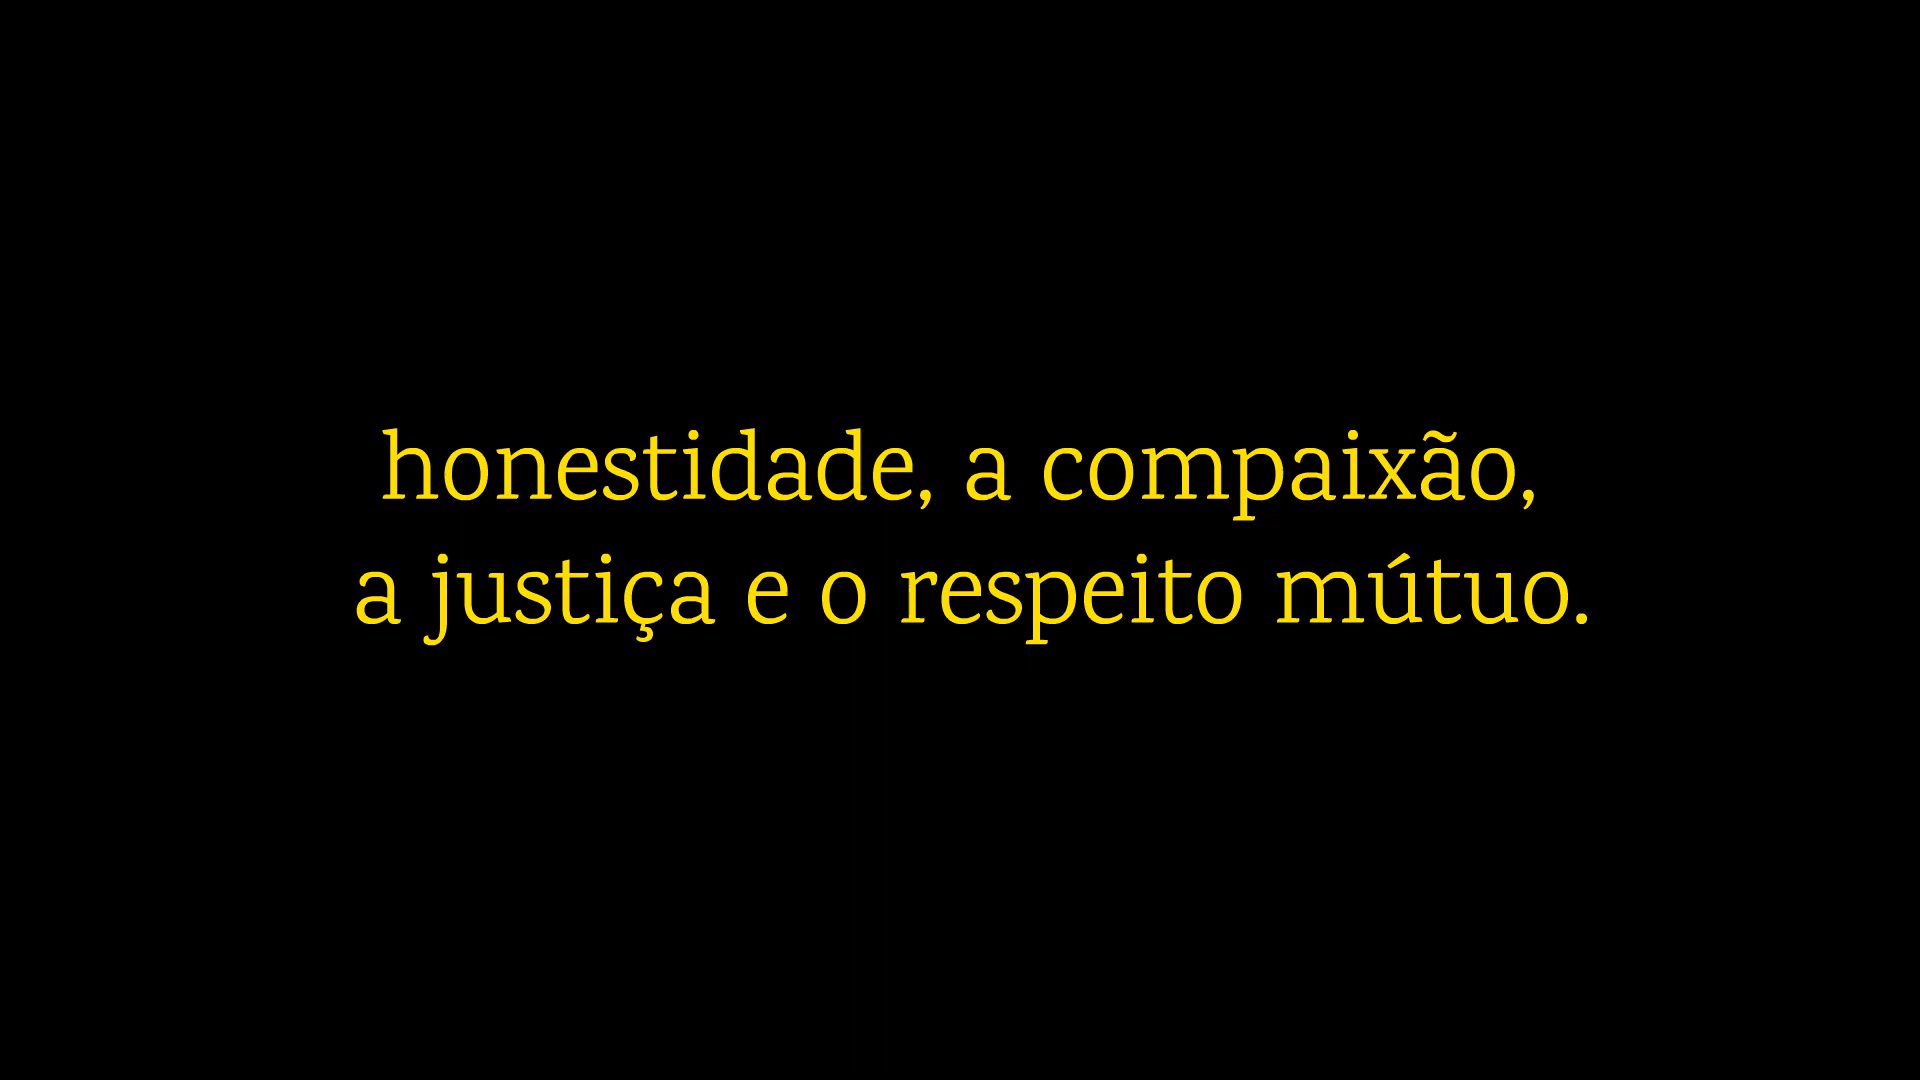 honestidade, a compaixão,
a justiça e o respeito mútuo.